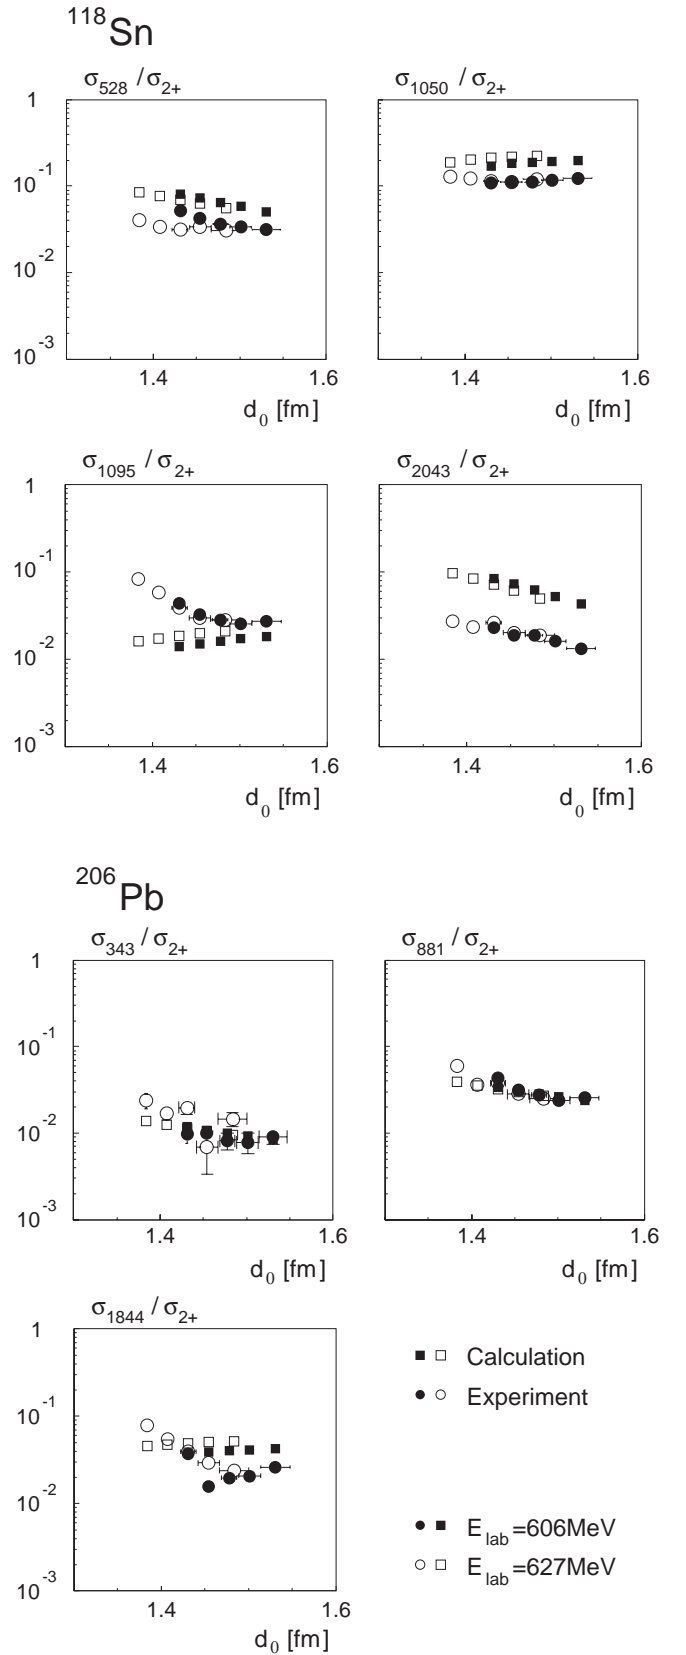 118Sn
σ528 / σ2+ σ1050 / σ2+
1
10-1
10-2
10-3
1.4 1.6 1.4 1.6
d0 [fm] d0 [fm]
σ1095 / σ2+ σ2043 / σ2+
1
10-1
10-2
10-3
1.4 1.6 1.4 1.6
d0 [fm] d0 [fm]
206Pb
σ343 / σ2+ σ881 / σ2+
1
10-1
10-2
10-3
1.4 1.6 1.4 1.6
d0 [fm] d0 [fm]
σ1844 / σ2+
1
10-1
10-2
10-3
1.4 1.6
d0 [fm]
Calculation
Experiment
Elab=606MeV
Elab=627MeV